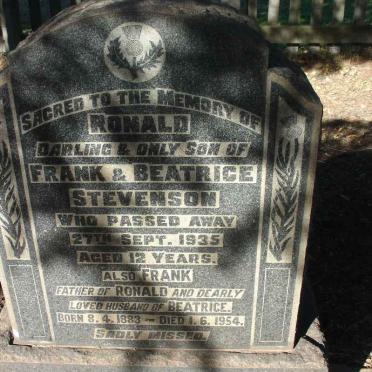 SACRED TO THE MEMORY OF
RONALD
DARLING & ONLY SON OF
FRANK & BEATRICE
STEVENSON
WHO PASSED AWAY
27TH SEPT. 1935
AGED 12 YEARS.
ALSO FRANK
FATHER OF RONALD AND DEARLY
LOVED HUSBAND OF BEATRICE.
BORN 8.4.1883 — DIED 1.6.1954.
SADLY MISSED.